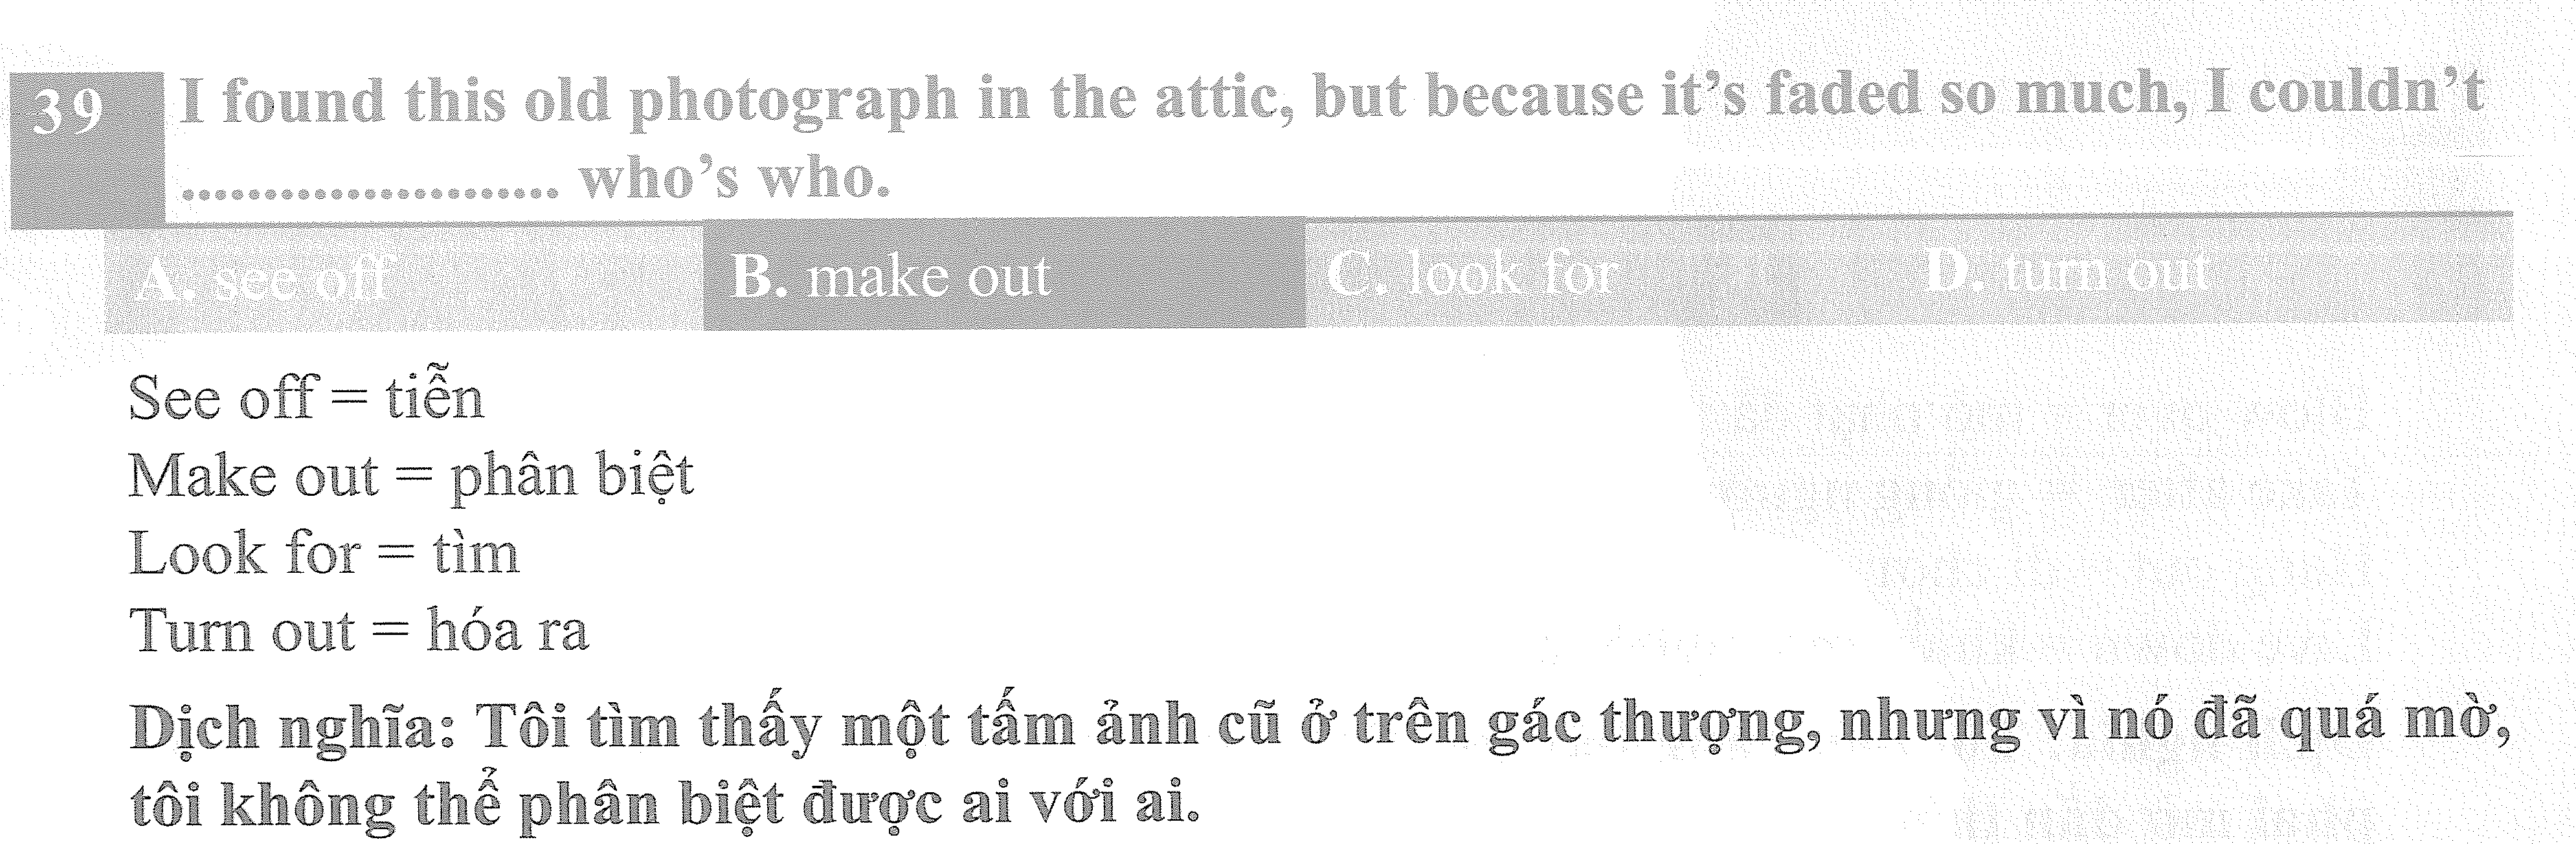 39 I found this old photograph in the attic, but because it's faded so much, I couldn't
....................... who's who.
A. see off B. make out C. look for D. turn out
See off = tiễn
Make out = phân biệt
Look for = tìm
Turn out = hóa ra
Dịch nghĩa: Tôi tìm thấy một tấm ảnh cũ ở trên gác thượng, nhưng vì nó đã quá mờ,
tôi không thể phân biệt được ai với ai.